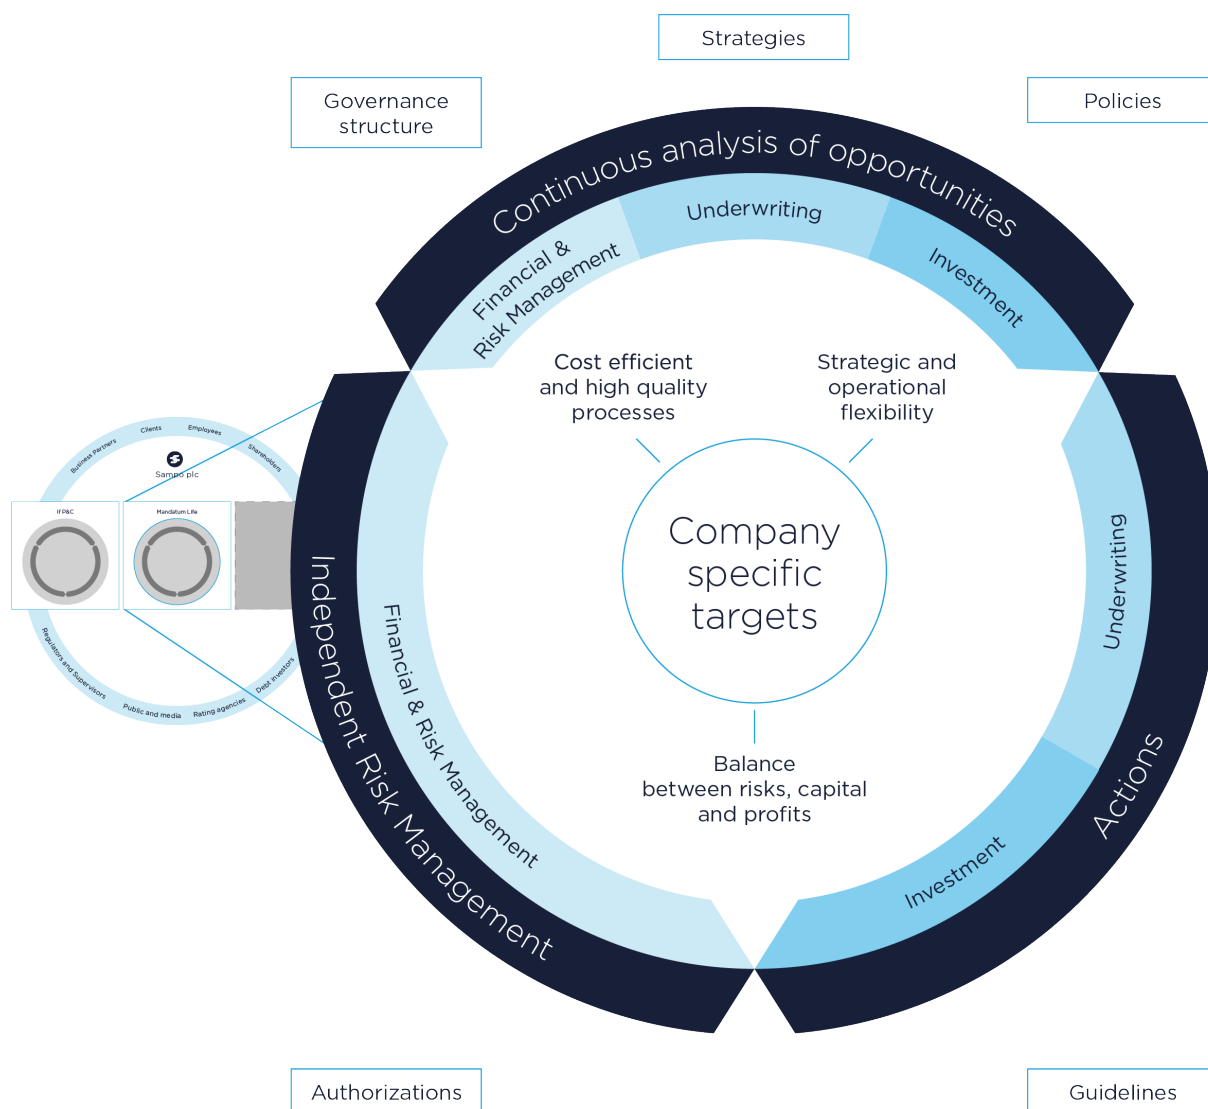 Strategies
Governance
structure
Policies
Continuous analysis of opportunities
Financial &
Risk Management
Underwriting
Investment
Cost efficient
and high quality
processes
Strategic and
operational
flexibility
Company
specific
targets
Balance
between risks, capital
and profits
Independent Risk Management
Financial & Risk Management
Underwriting
Investment
Actions
Business Partners
Clients
Employees
Shareholders
Sampo plc
If P&C
Mandatum Life
Regulators and Supervisors
Public and media
Rating agencies
Debt investors
Authorizations
Guidelines